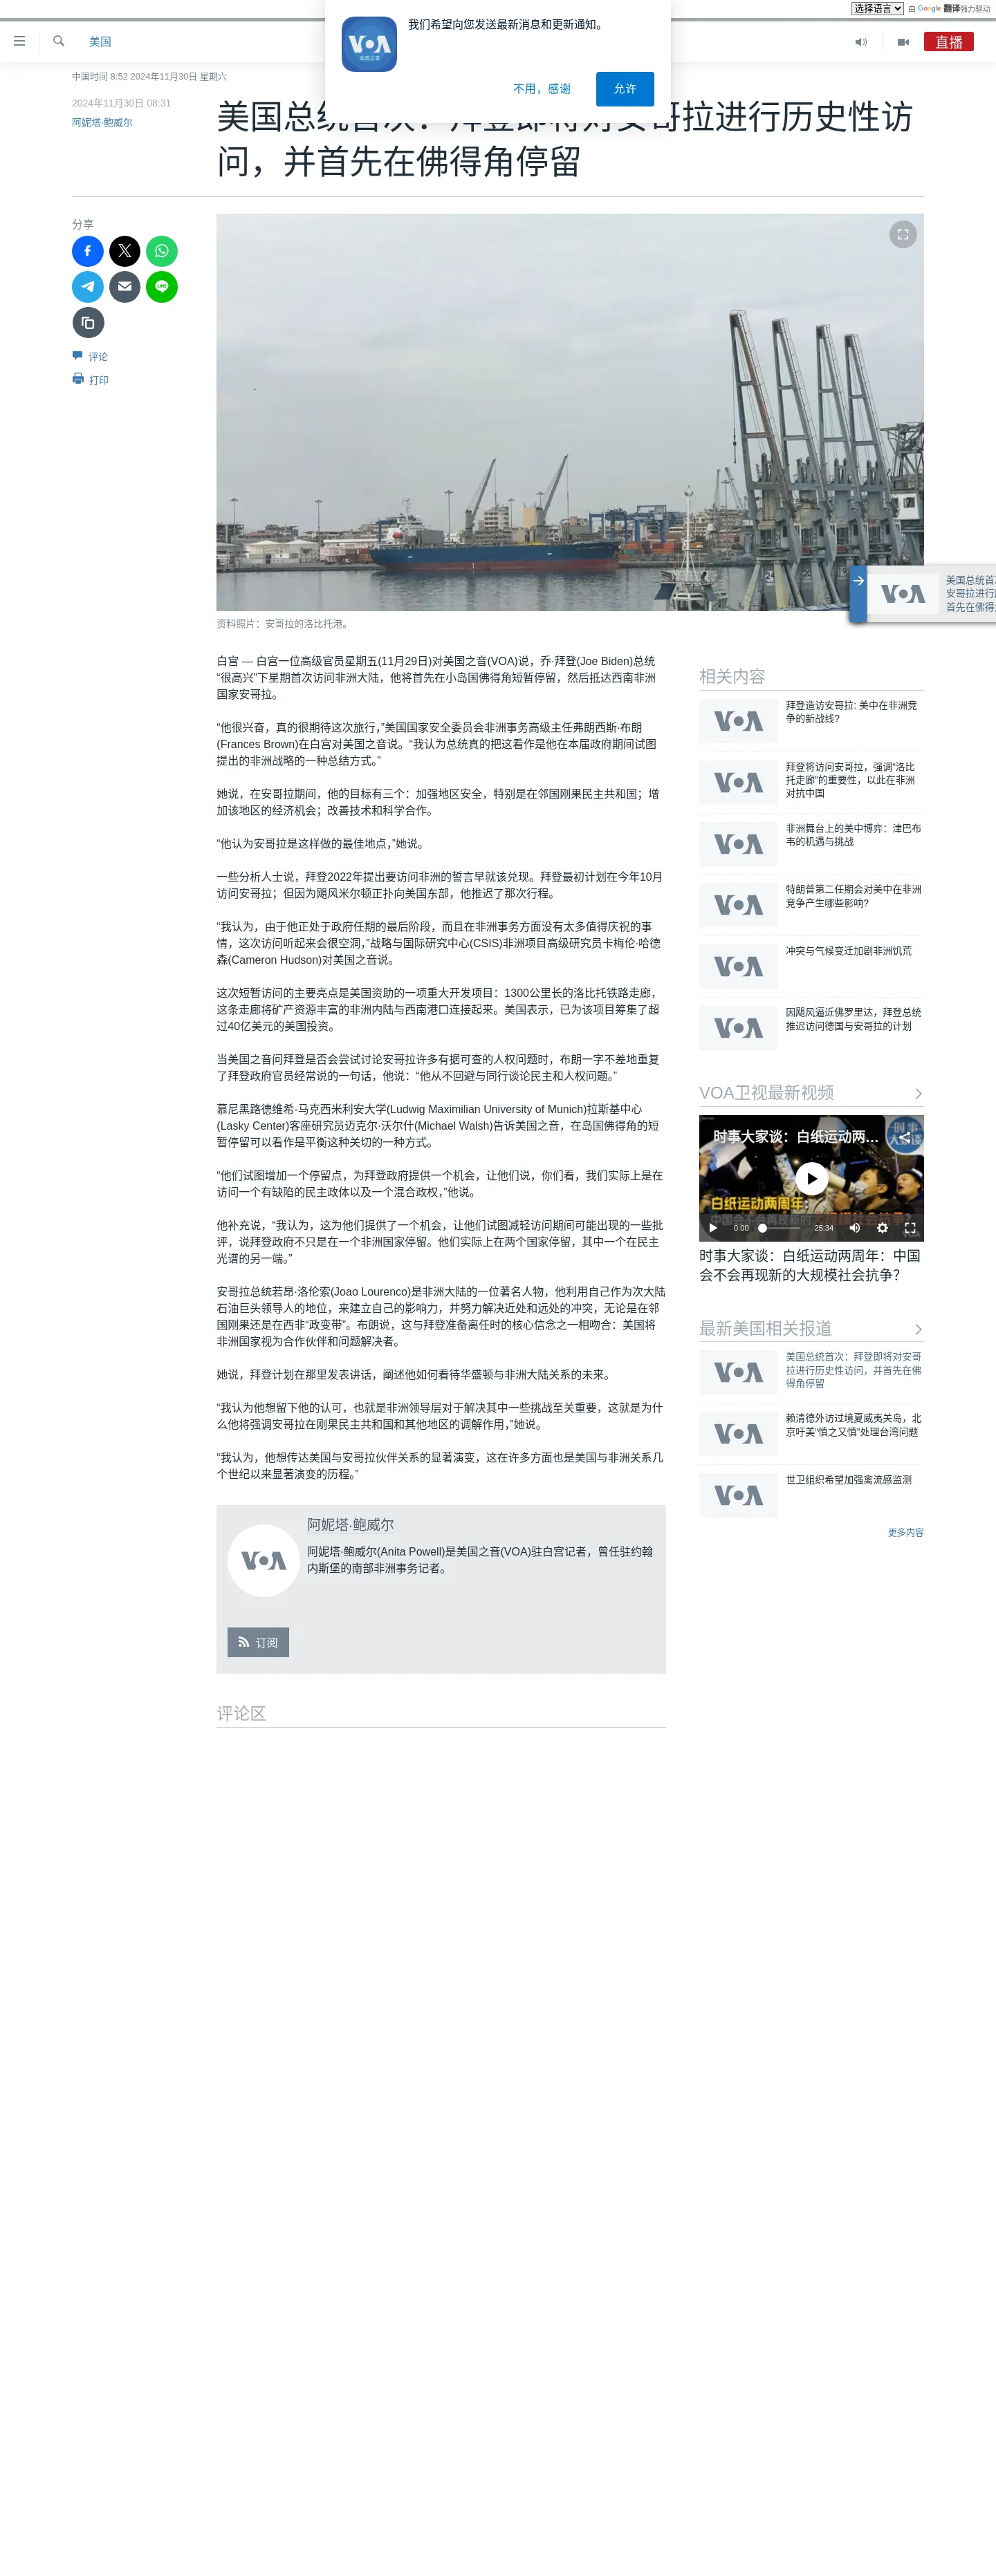 选择语言 由 Google 翻译强力驱动
我们希望向您发送最新消息和更新通知。
VOA
美国之音
不用，感谢
允许
美国
直播
中国时间 8:52 2024年11月30日 星期六
2024年11月30日 08:31
阿妮塔·鲍威尔
美国总统首次：拜登即将对安哥拉进行历史性访
问，并首先在佛得角停留
分享
LINE
评论
打印
资料照片：安哥拉的洛比托港。
VOA
美国总统首
安哥拉进行
首先在佛得
白宫 — 白宫一位高级官员星期五(11月29日)对美国之音(VOA)说，乔·拜登(Joe Biden)总统
“很高兴”下星期首次访问非洲大陆，他将首先在小岛国佛得角短暂停留，然后抵达西南非洲
国家安哥拉。
“他很兴奋，真的很期待这次旅行，”美国国家安全委员会非洲事务高级主任弗朗西斯·布朗
(Frances Brown)在白宫对美国之音说。“我认为总统真的把这看作是他在本届政府期间试图
提出的非洲战略的一种总结方式。”
她说，在安哥拉期间，他的目标有三个：加强地区安全，特别是在邻国刚果民主共和国；增
加该地区的经济机会；改善技术和科学合作。
“他认为安哥拉是这样做的最佳地点，”她说。
一些分析人士说，拜登2022年提出要访问非洲的誓言早就该兑现。拜登最初计划在今年10月
访问安哥拉；但因为飓风米尔顿正扑向美国东部，他推迟了那次行程。
“我认为，由于他正处于政府任期的最后阶段，而且在非洲事务方面没有太多值得庆祝的事
情，这次访问听起来会很空洞，”战略与国际研究中心(CSIS)非洲项目高级研究员卡梅伦·哈德
森(Cameron Hudson)对美国之音说。
这次短暂访问的主要亮点是美国资助的一项重大开发项目：1300公里长的洛比托铁路走廊，
这条走廊将矿产资源丰富的非洲内陆与西南港口连接起来。美国表示，已为该项目筹集了超
过40亿美元的美国投资。
当美国之音问拜登是否会尝试讨论安哥拉许多有据可查的人权问题时，布朗一字不差地重复
了拜登政府官员经常说的一句话，他说：“他从不回避与同行谈论民主和人权问题。”
慕尼黑路德维希-马克西米利安大学(Ludwig Maximilian University of Munich)拉斯基中心
(Lasky Center)客座研究员迈克尔·沃尔什(Michael Walsh)告诉美国之音，在岛国佛得角的短
暂停留可以看作是平衡这种关切的一种方式。
“他们试图增加一个停留点，为拜登政府提供一个机会，让他们说，你们看，我们实际上是在
访问一个有缺陷的民主政体以及一个混合政权，”他说。
他补充说，“我认为，这为他们提供了一个机会，让他们试图减轻访问期间可能出现的一些批
评，说拜登政府不只是在一个非洲国家停留。他们实际上在两个国家停留，其中一个在民主
光谱的另一端。”
安哥拉总统若昂·洛伦索(Joao Lourenco)是非洲大陆的一位著名人物，他利用自己作为次大陆
石油巨头领导人的地位，来建立自己的影响力，并努力解决近处和远处的冲突，无论是在邻
国刚果还是在西非“政变带”。布朗说，这与拜登准备离任时的核心信念之一相吻合：美国将
非洲国家视为合作伙伴和问题解决者。
她说，拜登计划在那里发表讲话，阐述他如何看待华盛顿与非洲大陆关系的未来。
“我认为他想留下他的认可，也就是非洲领导层对于解决其中一些挑战至关重要，这就是为什
么他将强调安哥拉在刚果民主共和国和其他地区的调解作用，”她说。
“我认为，他想传达美国与安哥拉伙伴关系的显著演变，这在许多方面也是美国与非洲关系几
个世纪以来显著演变的历程。”
VOA
阿妮塔·鲍威尔
阿妮塔·鲍威尔(Anita Powell)是美国之音(VOA)驻白宫记者，曾任驻约翰
内斯堡的南部非洲事务记者。
订阅
评论区
相关内容
VOA
拜登造访安哥拉: 美中在非洲竞
争的新战线?
VOA
拜登将访问安哥拉，强调“洛比
托走廊”的重要性，以此在非洲
对抗中国
VOA
非洲舞台上的美中博弈：津巴布
韦的机遇与挑战
VOA
特朗普第二任期会对美中在非洲
竞争产生哪些影响?
VOA
冲突与气候变迁加剧非洲饥荒
VOA
因飓风逼近佛罗里达，拜登总统
推迟访问德国与安哥拉的计划
VOA卫视最新视频
时事大家谈：白纸运动两…
白纸运动两周年:
0:00
25:34
时事大家谈：白纸运动两周年：中国
会不会再现新的大规模社会抗争？
最新美国相关报道
VOA
美国总统首次：拜登即将对安哥
拉进行历史性访问，并首先在佛
得角停留
VOA
赖清德外访过境夏威夷关岛，北
京吁美“慎之又慎”处理台湾问题
VOA
世卫组织希望加强禽流感监测
更多内容